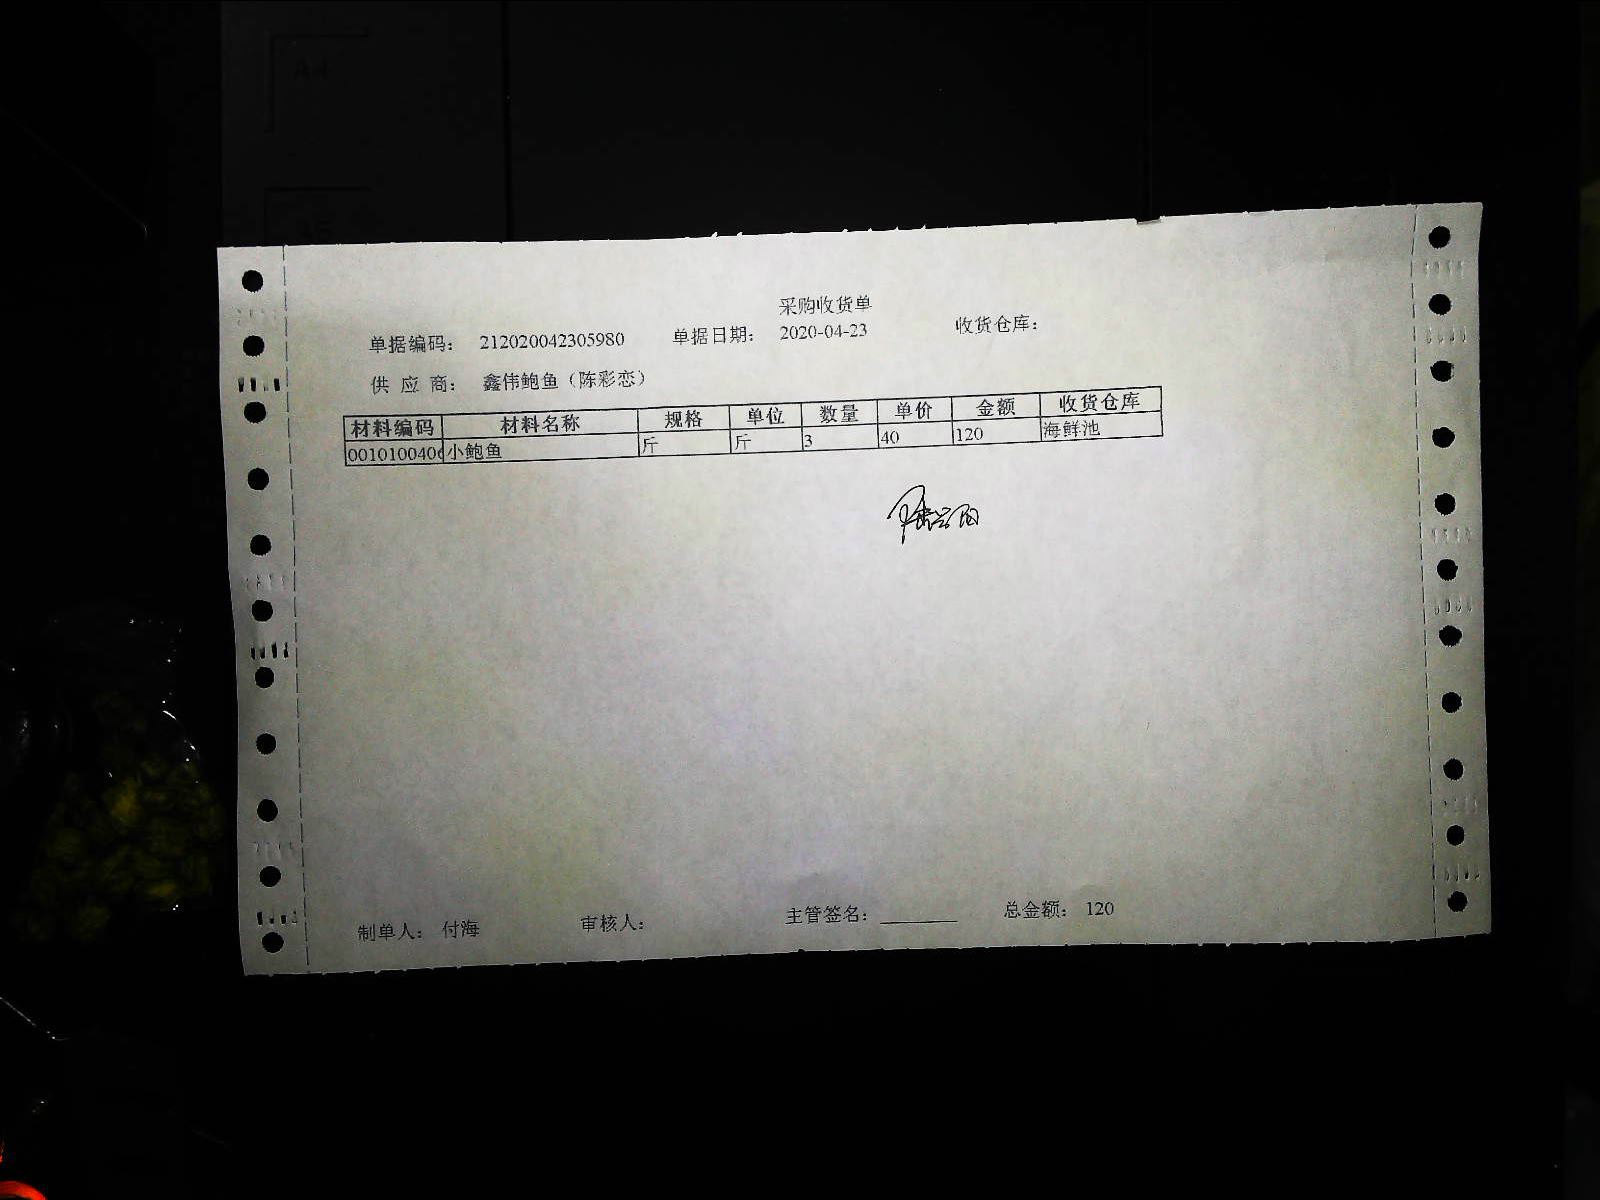 采购收货单
单据编码： 212020042305980 单据日期： 2020-04-23 收货仓库：
供 应 商： 鑫伟鲍鱼（陈彩恋）
材料编码 材料名称 规格 单位 数量 单价 金额 收货仓库
001010040 小鲍鱼 斤 斤 3 40 120 海鲜池
制单人： 付海 审核人： 主管签名： 总金额： 120